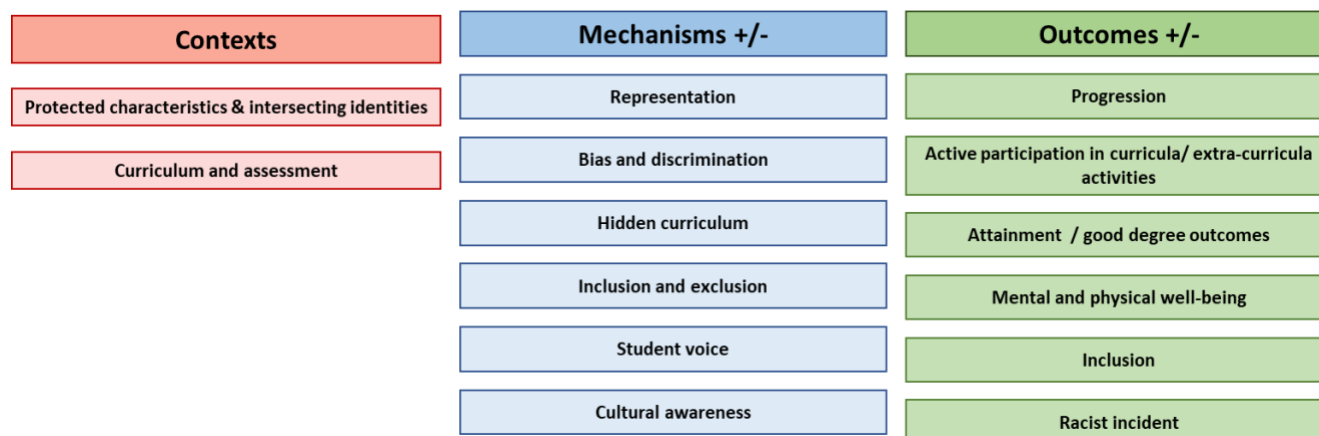 Contexts
Protected characteristics & intersecting identities
Curriculum and assessment
Mechanisms +/-
Representation
Bias and discrimination
Hidden curriculum
Inclusion and exclusion
Student voice
Cultural awareness
Outcomes +/-
Progression
Active participation in curricula/ extra-curricula
activities
Attainment / good degree outcomes
Mental and physical well-being
Inclusion
Racist incident